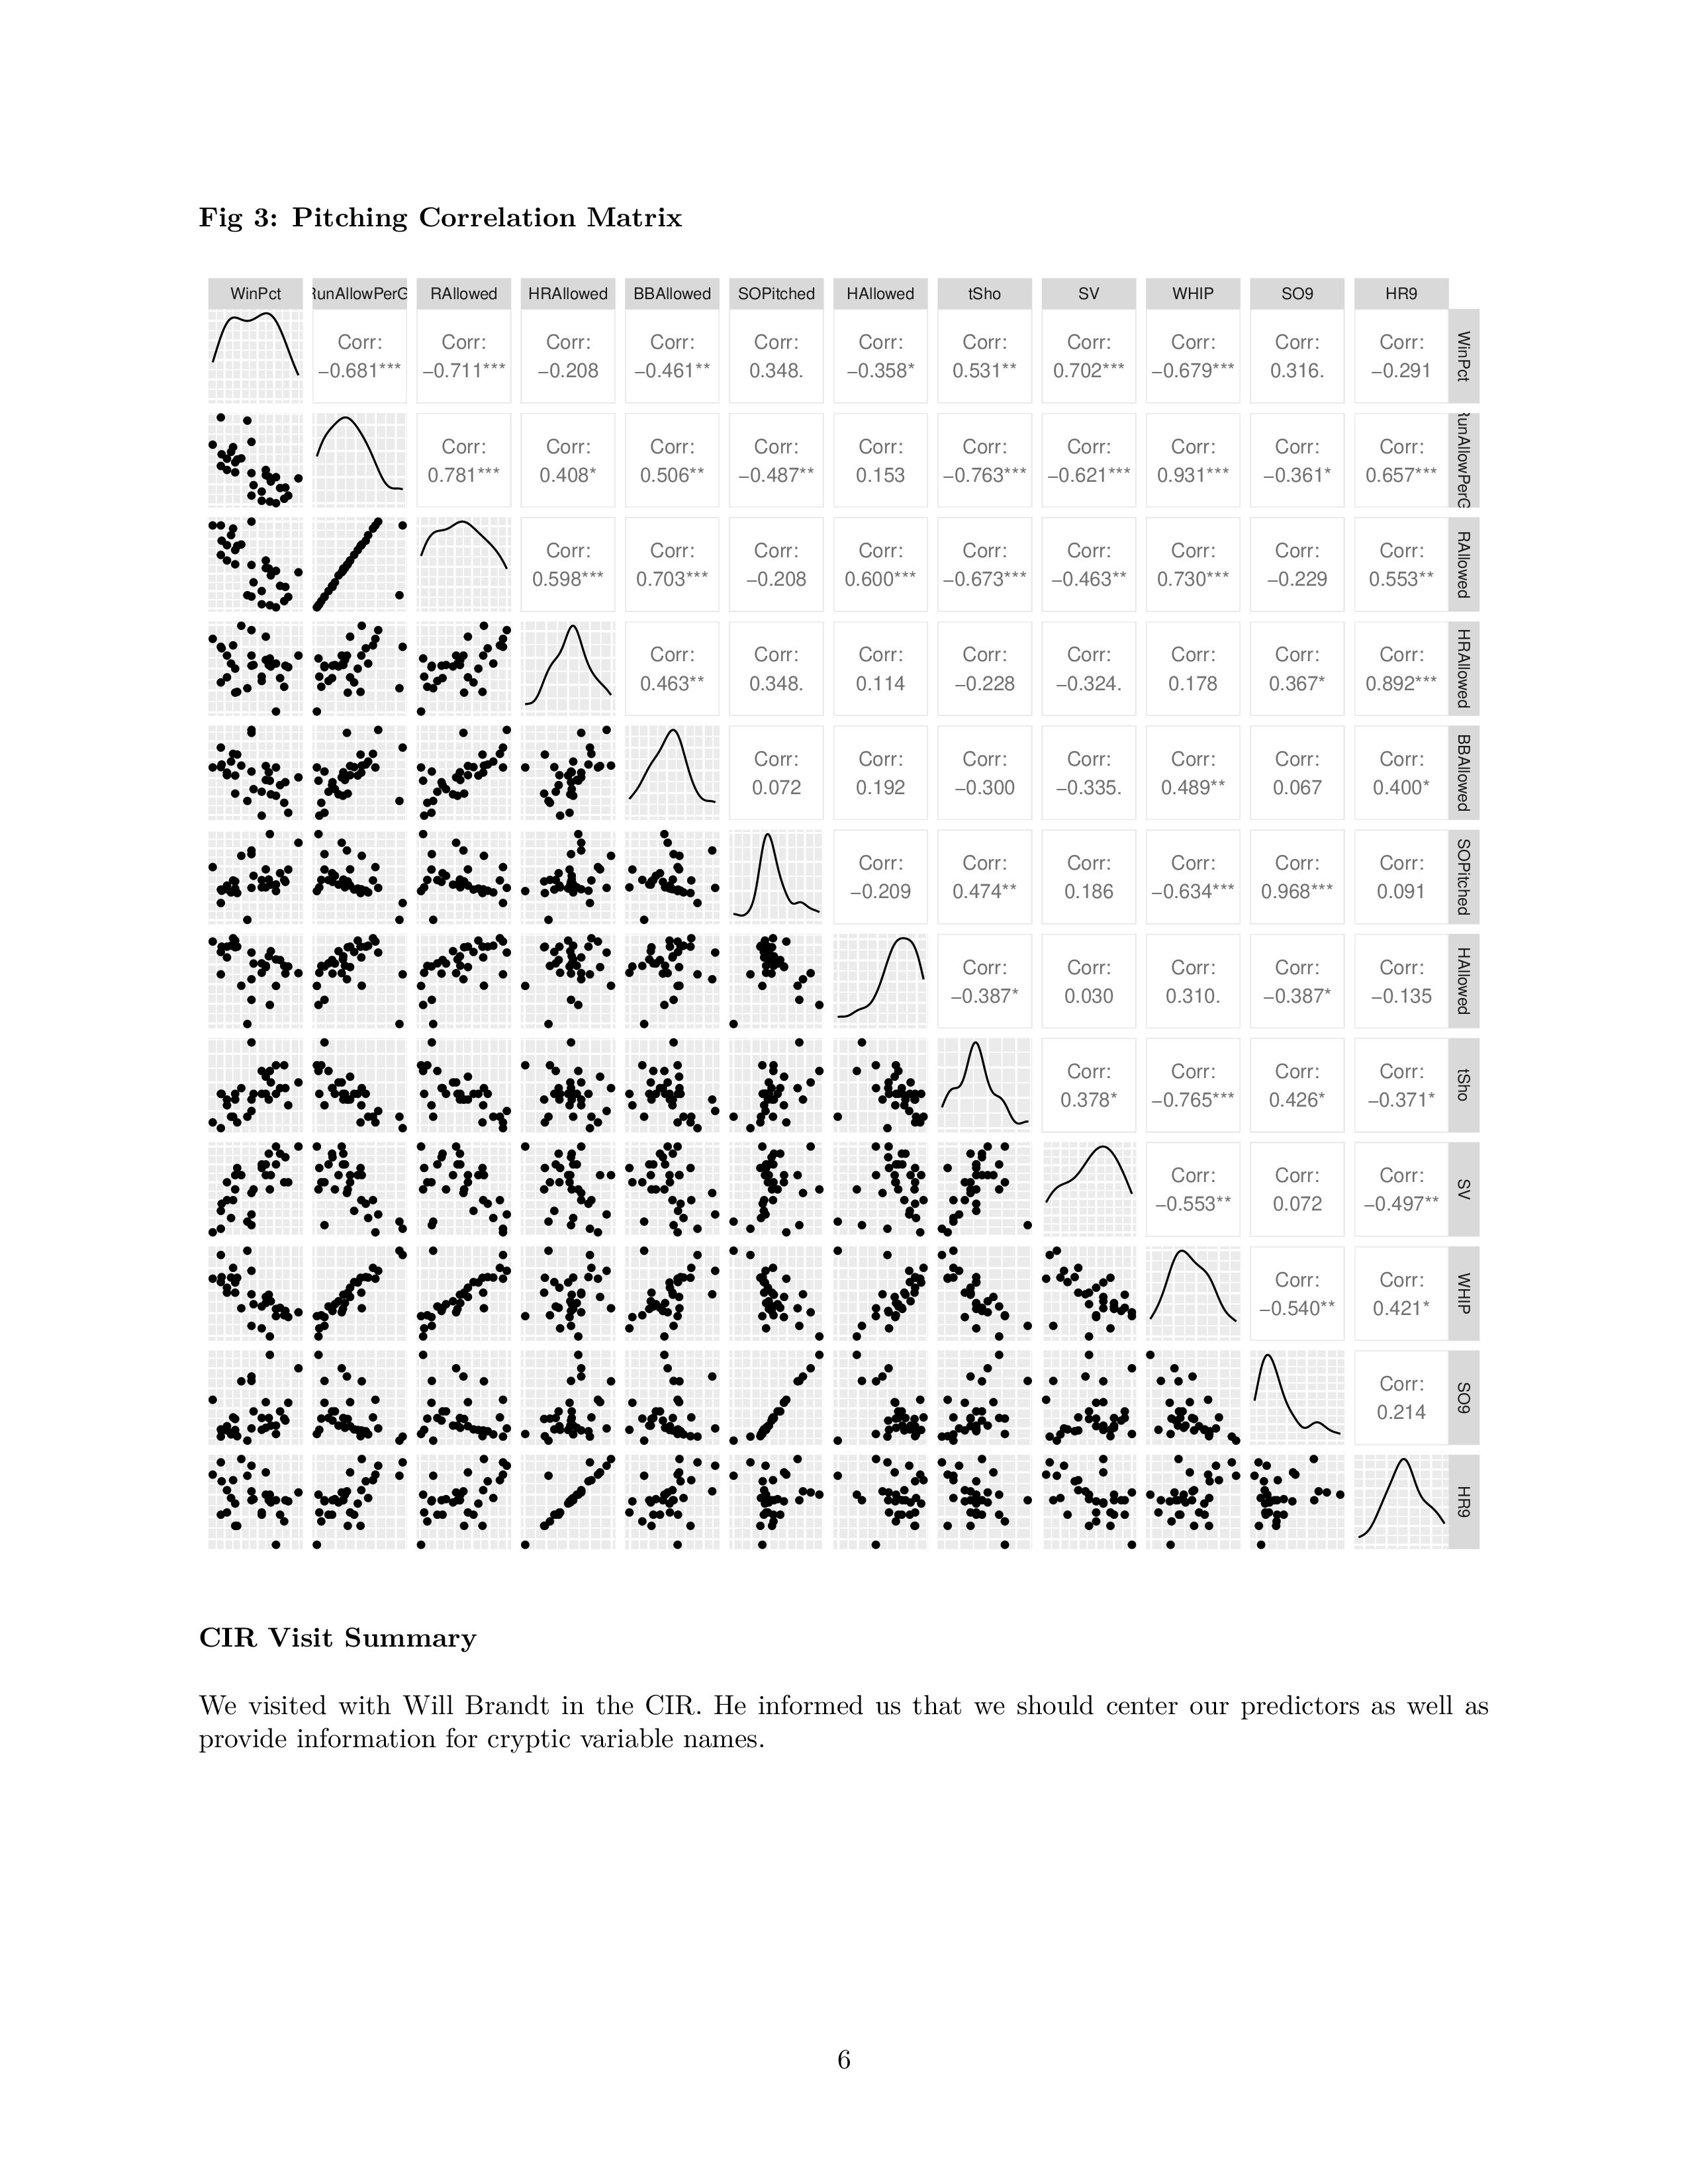 Fig 3: Pitching Correlation Matrix
WinPct RunAllowPerG RAllowed HRAllowed BBAllowed SOPitched HAllowed tSho SV WHIP SO9 HR9
Corr: Corr: Corr: Corr: Corr: Corr: Corr: Corr: Corr: Corr: Corr:
−0.681*** −0.711*** −0.208 −0.461** 0.348. −0.358* 0.531** 0.702*** −0.679*** 0.316. −0.291
WinPct
Corr: Corr: Corr: Corr: Corr: Corr: Corr: Corr: Corr: Corr:
0.781*** 0.408* 0.506** −0.487** 0.153 −0.763*** −0.621*** 0.931*** −0.361* 0.657***
RunAllowPerG
Corr: Corr: Corr: Corr: Corr: Corr: Corr: Corr: Corr:
0.598*** 0.703*** −0.208 0.600*** −0.673*** −0.463** 0.730*** −0.229 0.553**
RAllowed
Corr: Corr: Corr: Corr: Corr: Corr: Corr: Corr:
0.463** 0.348. 0.114 −0.228 −0.324. 0.178 0.367* 0.892***
HRAllowed
Corr: Corr: Corr: Corr: Corr: Corr: Corr:
0.072 0.192 −0.300 −0.335. 0.489** 0.067 0.400*
BBAllowed
Corr: Corr: Corr: Corr: Corr: Corr:
−0.209 0.474** 0.186 −0.634*** 0.968*** 0.091
SOPitched
Corr: Corr: Corr: Corr: Corr:
−0.387* 0.030 0.310. −0.387* −0.135
HAllowed
Corr: Corr: Corr: Corr:
0.378* −0.765*** 0.426* −0.371*
tSho
Corr: Corr: Corr:
−0.553** 0.072 −0.497**
SV
Corr: Corr:
−0.540** 0.421*
WHIP
Corr:
0.214
SO9
HR9
CIR Visit Summary
We visited with Will Brandt in the CIR. He informed us that we should center our predictors as well as
provide information for cryptic variable names.
6